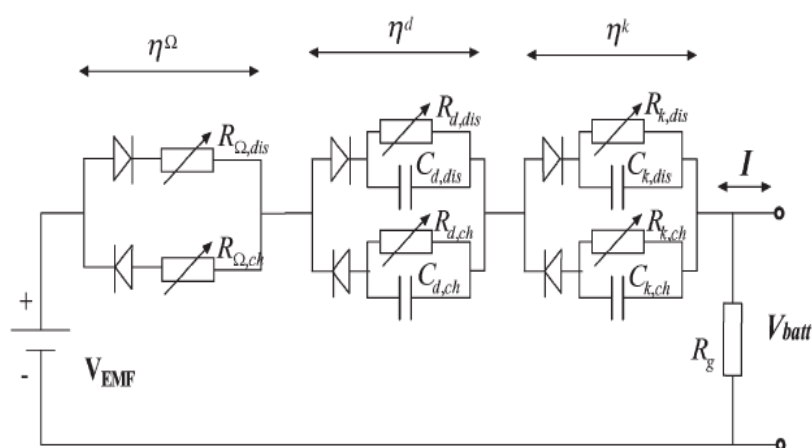 η^Ω η^d η^k
R_d,dis R_k,dis
R_Ω,dis
C_d,dis C_k,dis I
R_d,ch R_k,ch
R_Ω,ch
C_d,ch C_k,ch
+
V_batt
R_g
- V_EMF